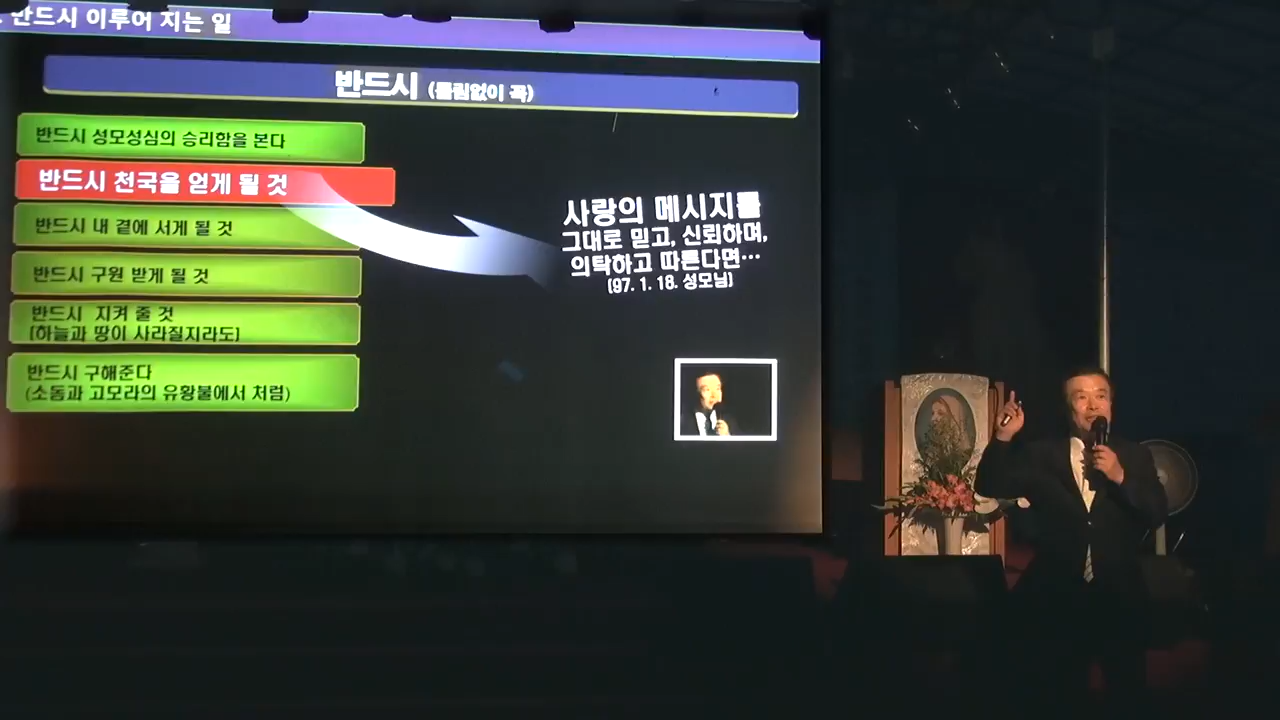 . 반드시 이루어 지는 일
반드시 (틀림없이 꼭)
반드시 성모성심의 승리함을 본다
반드시 천국을 얻게 될 것
반드시 내 곁에 서게 될 것
반드시 구원 받게 될 것
반드시 지켜 줄 것
[하늘과 땅이 사라질지라도]
반드시 구해준다
(소돔과 고모라의 유황불에서 처럼)
사랑의 메시지를
그대로 믿고, 신뢰하며,
의탁하고 따른다면…
[97. 1. 18. 성모님]